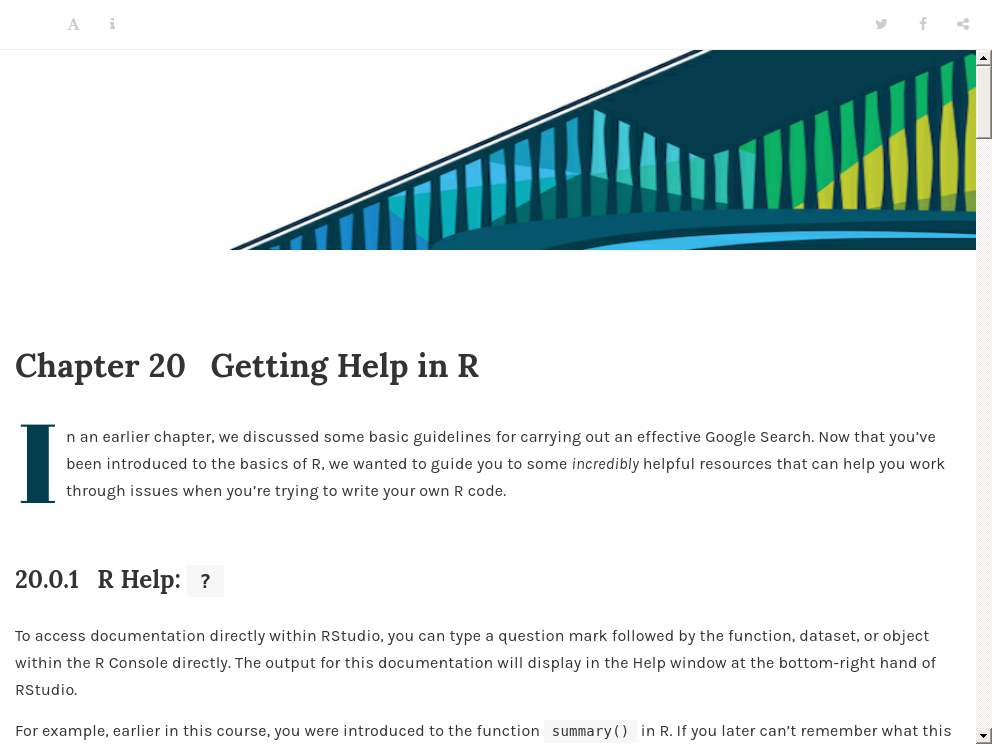 Chapter 20 Getting Help in R
In an earlier chapter, we discussed some basic guidelines for carrying out an effective Google Search. Now that you’ve
been introduced to the basics of R, we wanted to guide you to some incredibly helpful resources that can help you work
through issues when you’re trying to write your own R code.
20.0.1 R Help: ?
To access documentation directly within RStudio, you can type a question mark followed by the function, dataset, or object
within the R Console directly. The output for this documentation will display in the Help window at the bottom-right hand of
RStudio.
For example, earlier in this course, you were introduced to the function summary() in R. If you later can’t remember what this